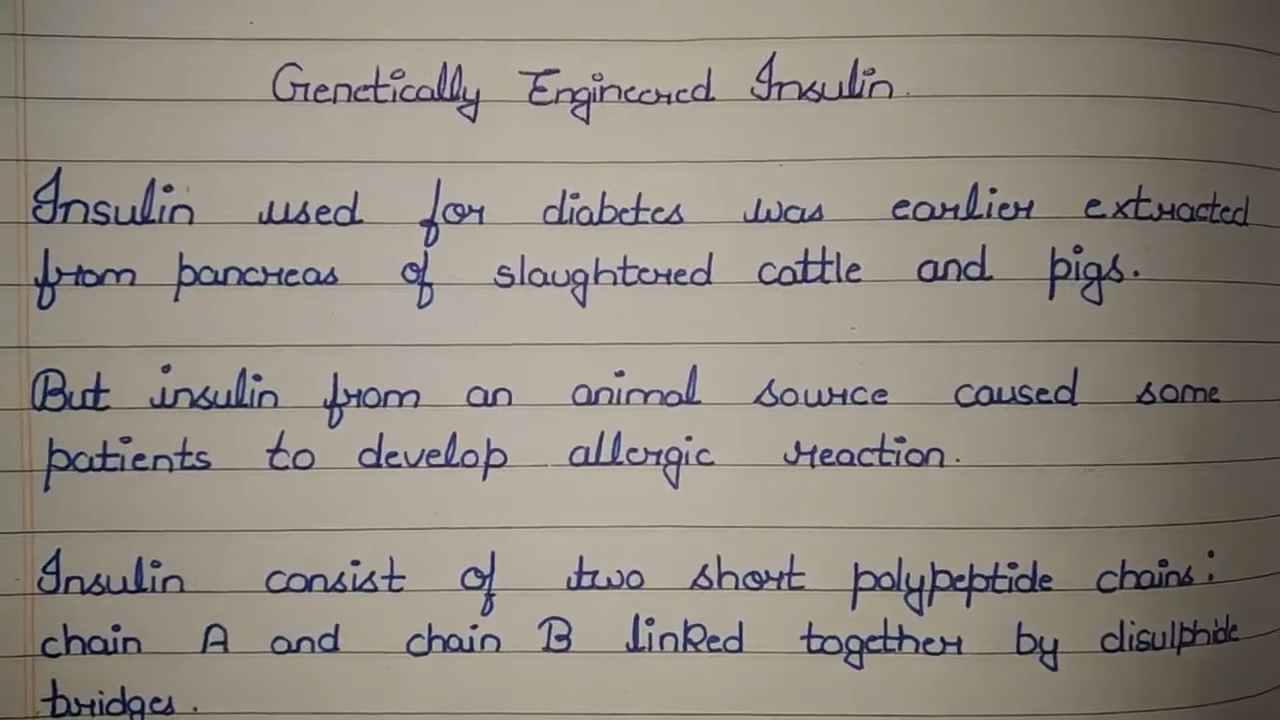 Genetically Engineered Insulin.
Insulin used for diabetes was earlier extracted
from pancreas of slaughtered cattle and pigs.
But insulin from an animal source caused some
patients to develop allergic reaction.
Insulin consist of two short polypeptide chains:
chain A and chain B linked together by disulphide
bridges.